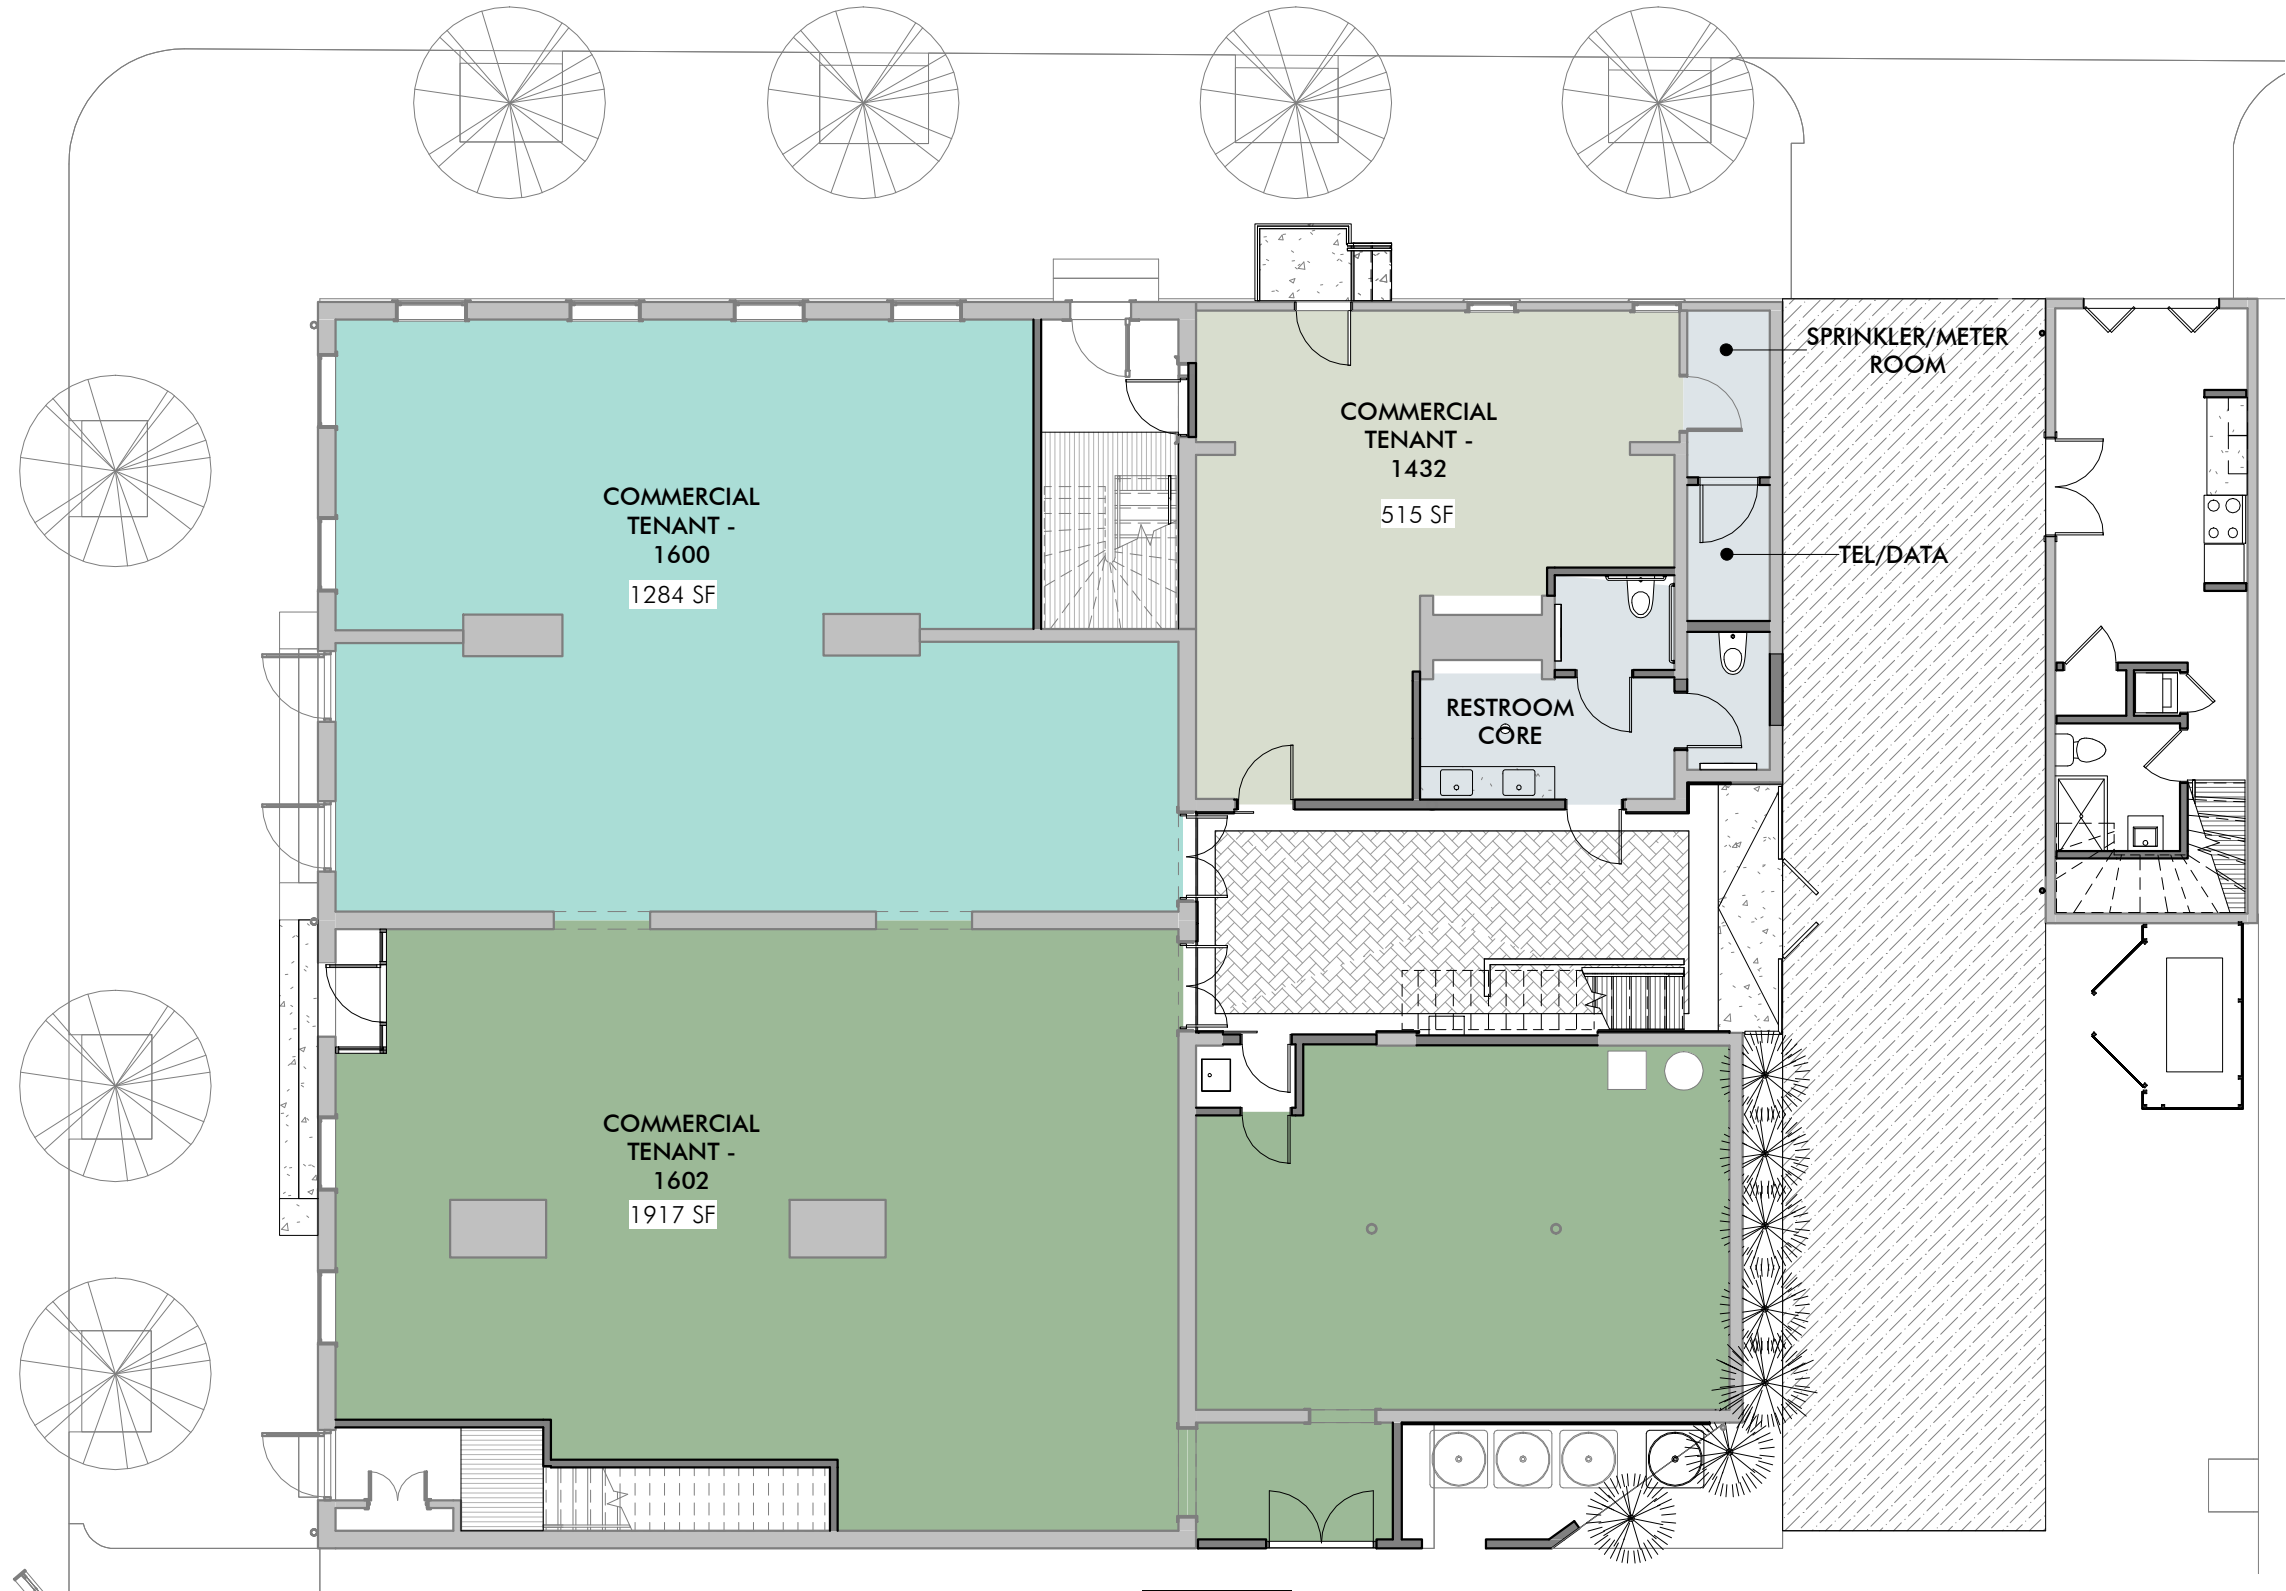 SPRINKLER/METER
ROOM
COMMERCIAL
TENANT -
1432
515 SF
COMMERCIAL
TENANT -
1600
1284 SF
TEL/DATA
RESTROOM
CORE
COMMERCIAL
TENANT -
1602
1917 SF